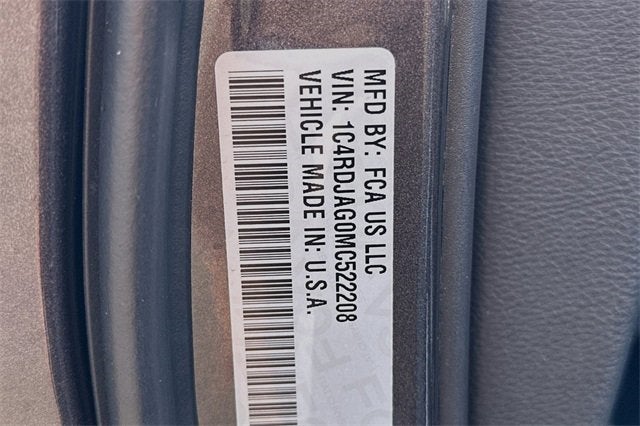 MFD BY: FCA US LLC
VIN: 1C4RDJAG0MC522208
VEHICLE MADE IN: U.S.A.